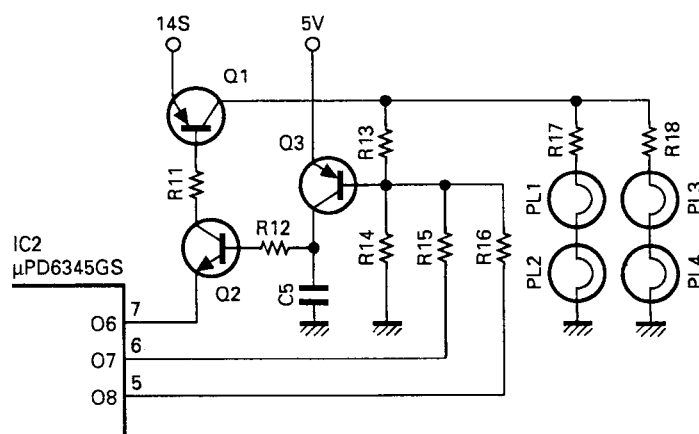 14S
5V
Q1
Q3
R13
R17
R18
R11
PL1
PL3
R12
R14
R15
R16
IC2
µPD6345GS
Q2
C5
PL2
PL4
O6
7
O7
6
O8
5